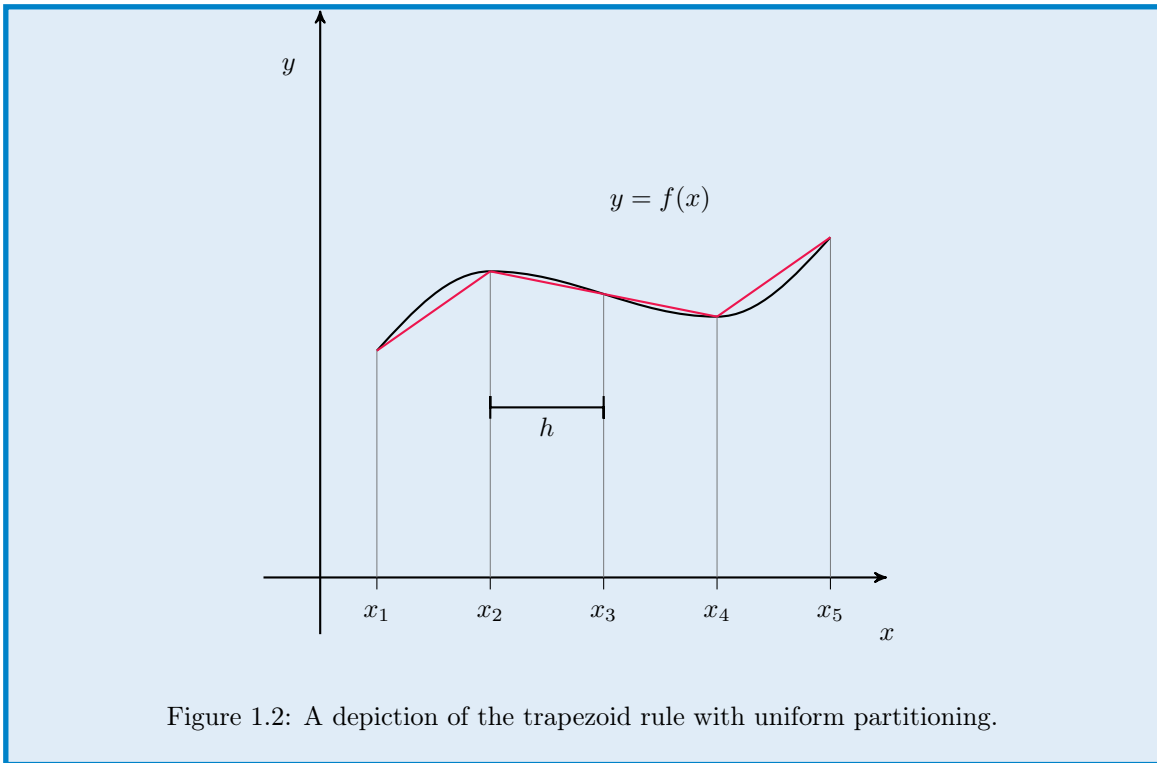 y
y = f(x)
h
x₁ x₂ x₃ x₄ x₅
x
Figure 1.2: A depiction of the trapezoid rule with uniform partitioning.